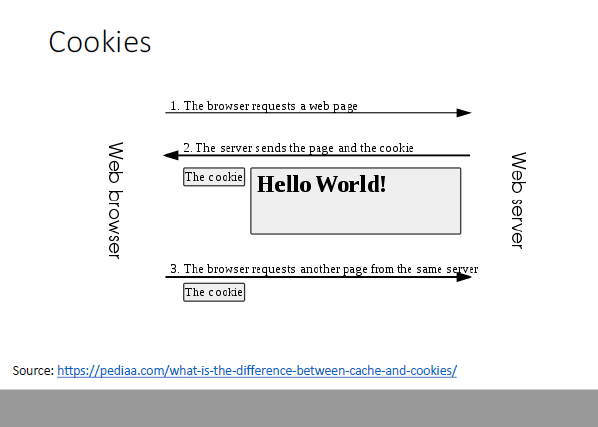 Cookies
1. The browser requests a web page
2. The server sends the page and the cookie
The cookie
Hello World!
Web browser
Web server
3. The browser requests another page from the same server
The cookie
Source: https://pediaa.com/what-is-the-difference-between-cache-and-cookies/